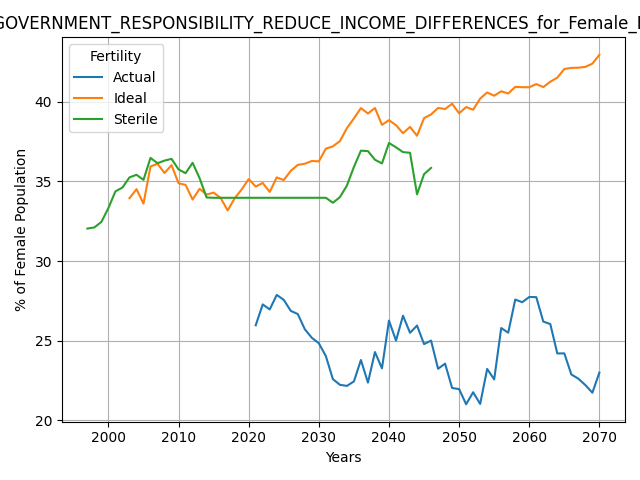 GOVERNMENT_RESPONSIBILITY_REDUCE_INCOME_DIFFERENCES_for_Female_
Fertility
Actual
Ideal
Sterile
% of Female Population
40
35
30
25
20
2000 2010 2020 2030 2040 2050 2060 2070
Years